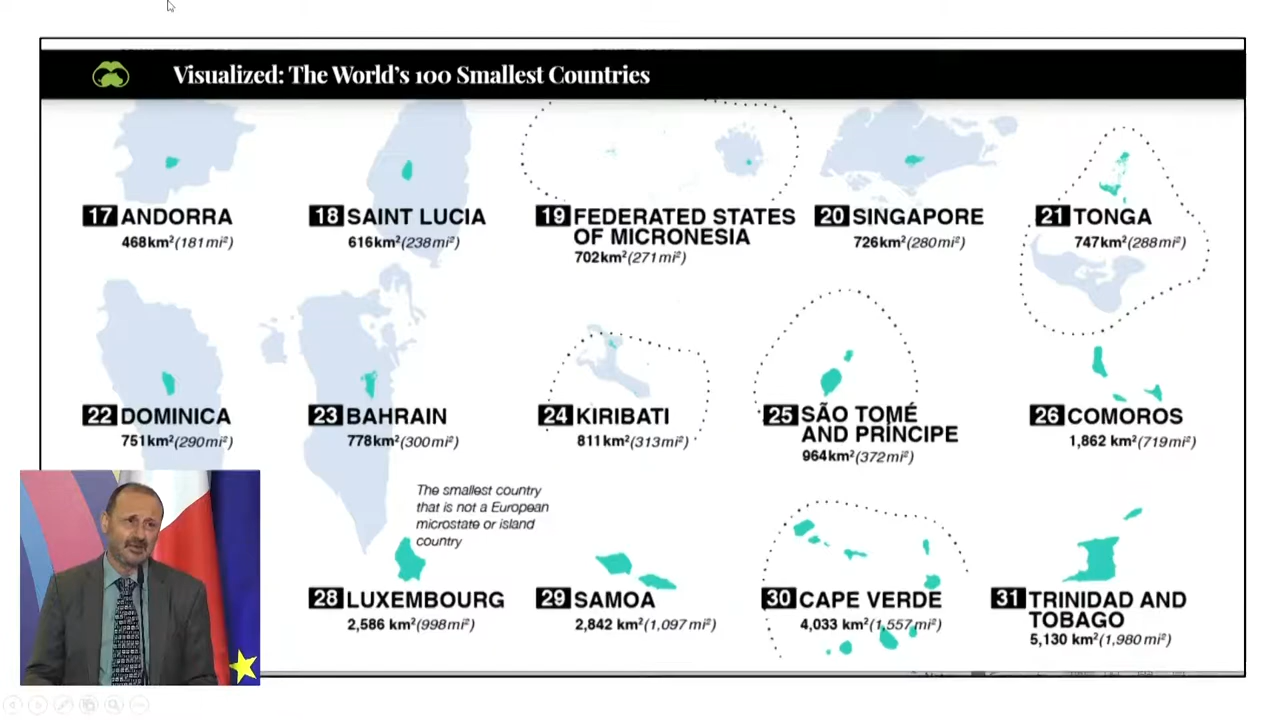 Visualized: The World's 100 Smallest Countries
17 ANDORRA
468km²(181mi²)
18 SAINT LUCIA
616km²(238mi²)
19 FEDERATED STATES
OF MICRONESIA
702km²(271mi²)
20 SINGAPORE
726km²(280mi²)
21 TONGA
747km²(288mi²)
22 DOMINICA
751km²(290mi²)
23 BAHRAIN
778km²(300mi²)
24 KIRIBATI
811km²(313mi²)
25 SÃO TOMÉ
AND PRÍNCIPE
964km²(372mi²)
26 COMOROS
1,862 km²(719mi²)
The smallest country
that is not a European
microstate or island
country
28 LUXEMBOURG
2,586 km²(998mi²)
29 SAMOA
2,842 km²(1,097mi²)
30 CAPE VERDE
4,033 km²(1,557mi²)
31 TRINIDAD AND
TOBAGO
5,130 km²(1,980mi²)